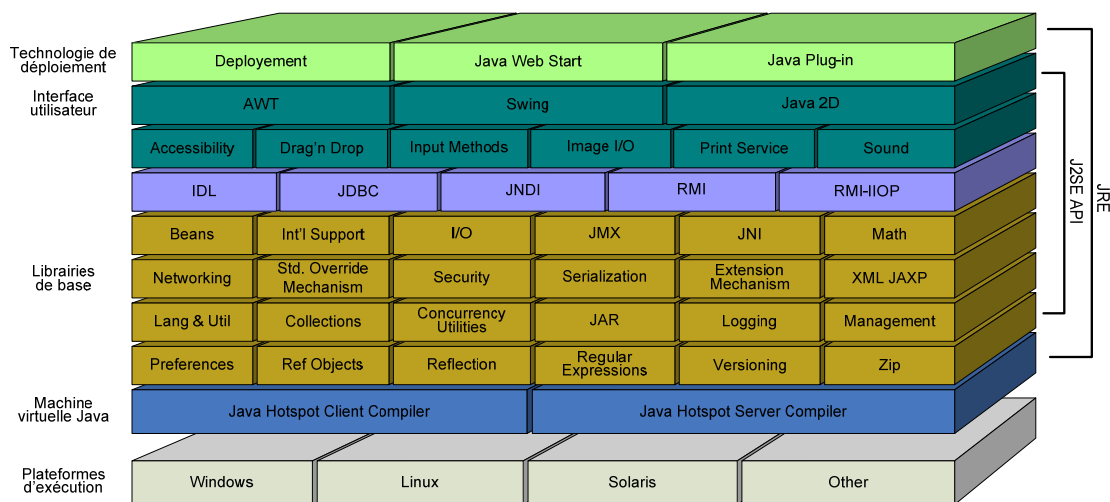 Technologie de
déploiement
Deployement
Java Web Start
Java Plug-in
Interface
utilisateur
AWT
Swing
Java 2D
Accessibility
Drag'n Drop
Input Methods
Image I/O
Print Service
Sound
IDL
JDBC
JNDI
RMI
RMI-IIOP
Librairies
de base
Beans
Int'l Support
I/O
JMX
JNI
Math
Networking
Std. Override
Mechanism
Security
Serialization
Extension
Mechanism
XML JAXP
Lang & Util
Collections
Concurrency
Utilities
JAR
Logging
Management
Preferences
Ref Objects
Reflection
Regular
Expressions
Versioning
Zip
Machine
virtuelle Java
Java Hotspot Client Compiler
Java Hotspot Server Compiler
Plateformes
d'exécution
Windows
Linux
Solaris
Other
J2SE API
JRE